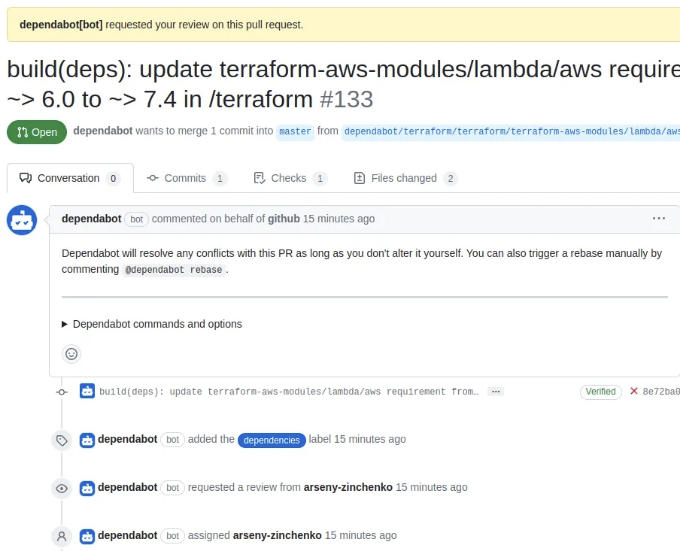 dependabot[bot] requested your review on this pull request.
build(deps): update terraform-aws-modules/lambda/aws require
~> 6.0 to ~> 7.4 in /terraform #133
Open dependabot wants to merge 1 commit into master from dependabot/terraform/terraform/terraform-aws-modules/lambda/aws
Conversation 0 Commits 1 Checks 1 Files changed 2
dependabot bot commented on behalf of github 15 minutes ago ...
Dependabot will resolve any conflicts with this PR as long as you don't alter it yourself. You can also trigger a rebase manually by
commenting @dependabot rebase.
Dependabot commands and options
build(deps): update terraform-aws-modules/lambda/aws requirement from… ... Verified 8e72ba0
dependabot bot added the dependencies label 15 minutes ago
dependabot bot requested a review from arseny-zinchenko 15 minutes ago
dependabot bot assigned arseny-zinchenko 15 minutes ago